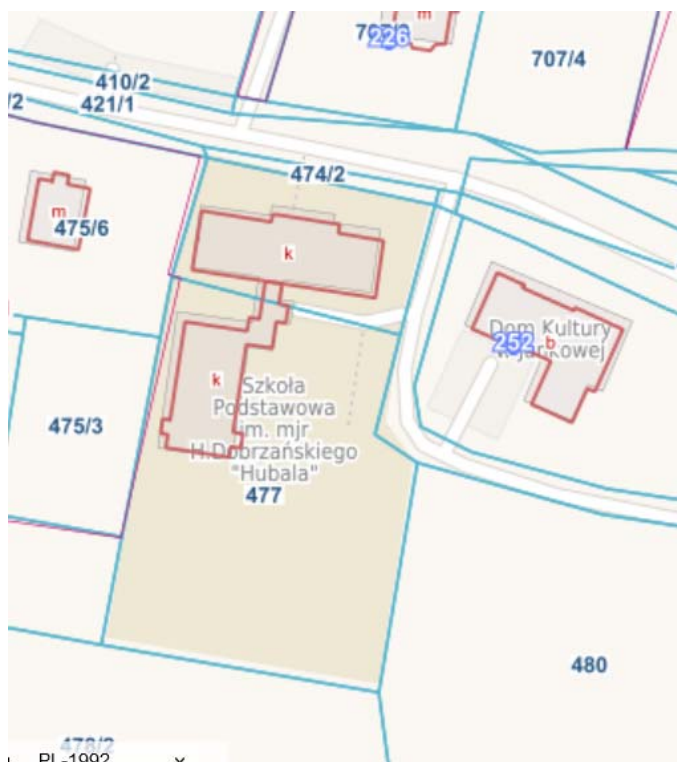 m
226
707/4
410/2
421/1
/2
474/2
m
475/6
k
Dom Kultury
252
b
k
Szkoła
Podstawowa
im. mjr
H.Dobrzańskiego
"Hubala"
475/3
477
480
478/2
PL-1992